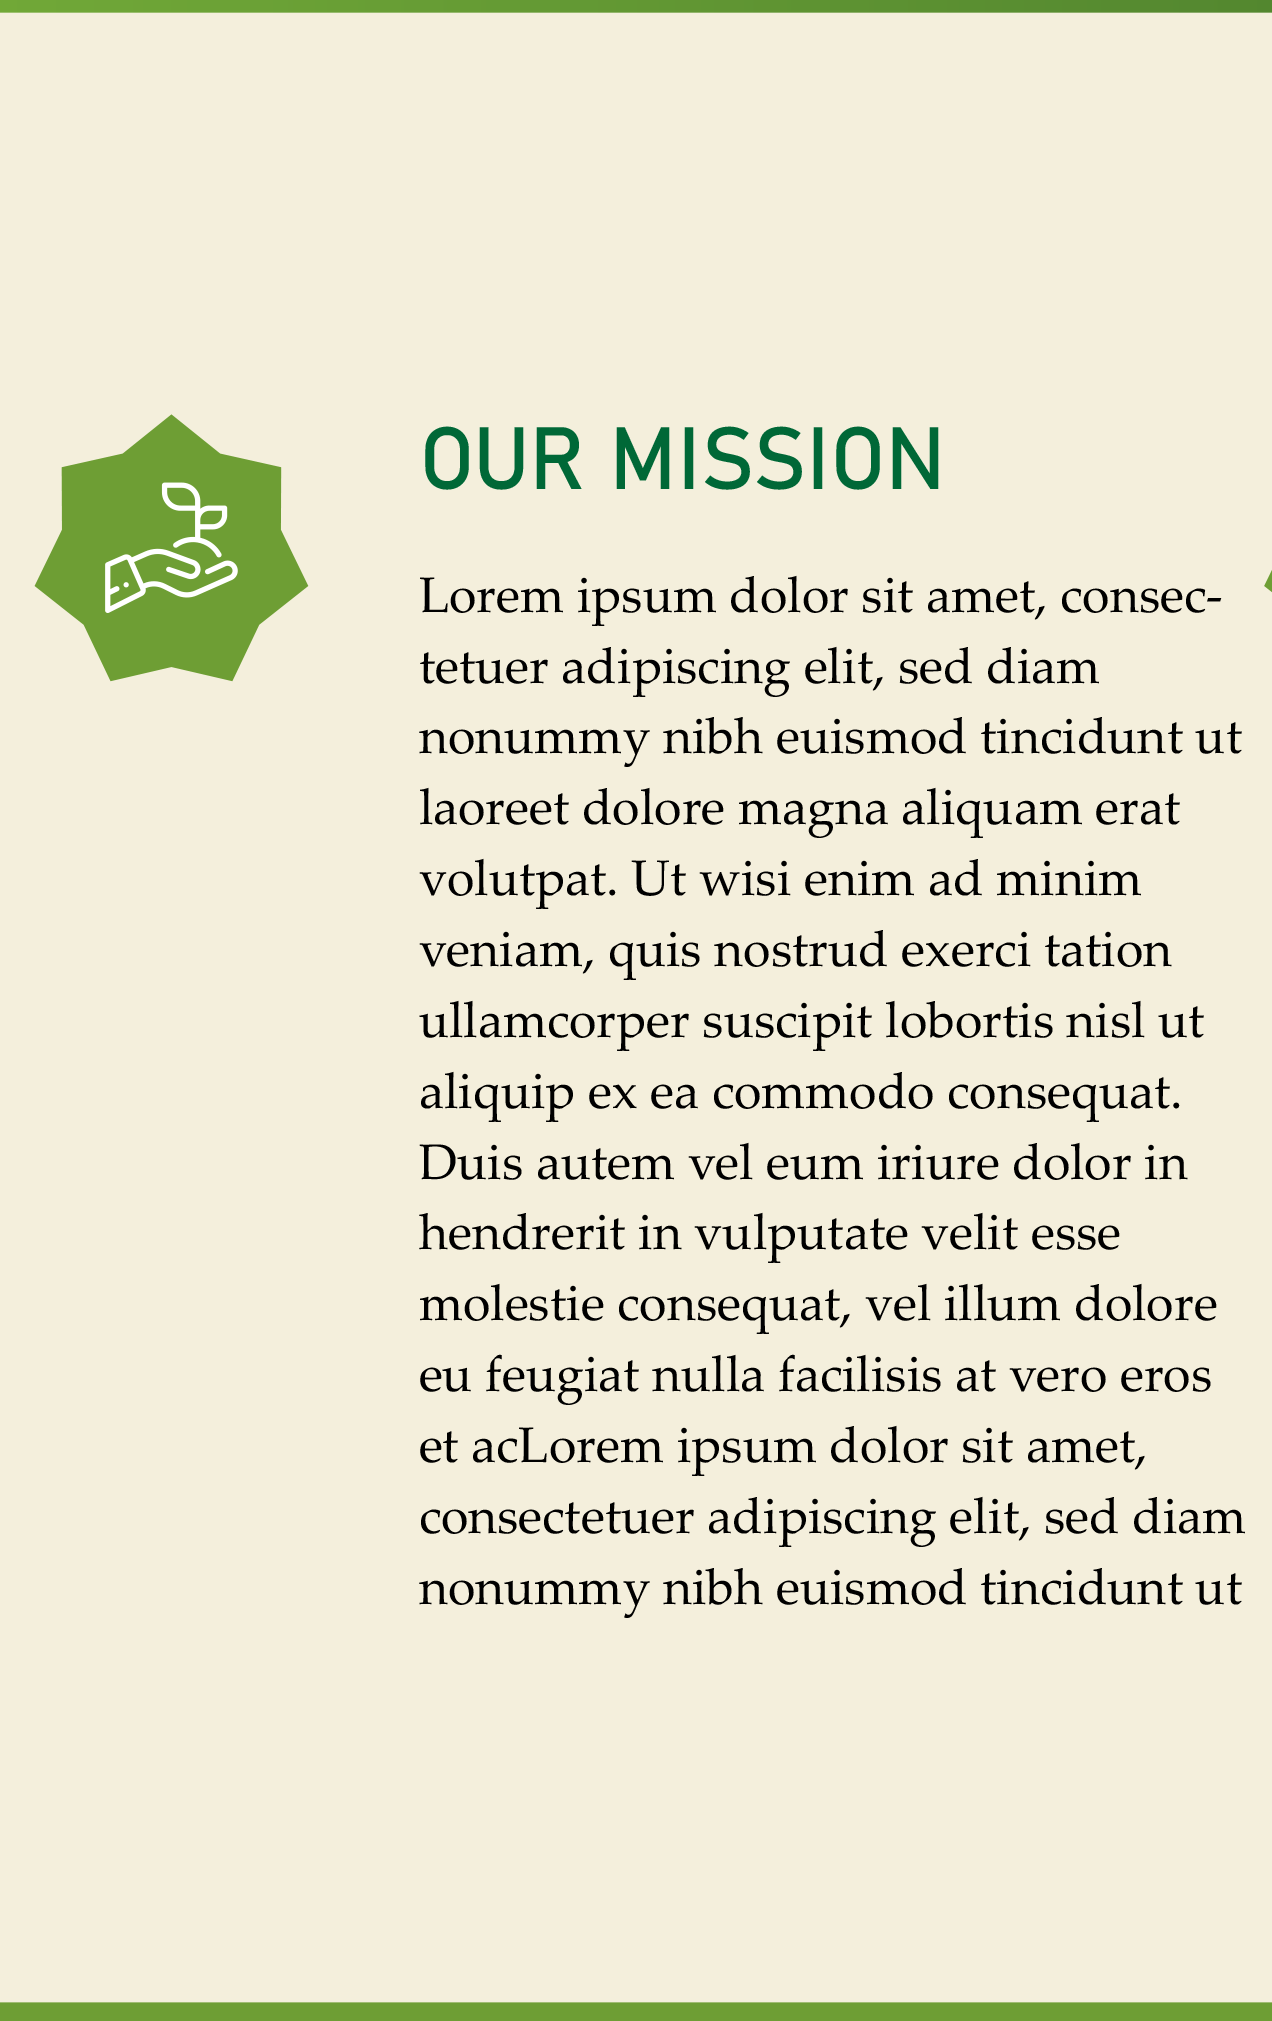 OUR MISSION
Lorem ipsum dolor sit amet, consec-
tetuer adipiscing elit, sed diam
nonummy nibh euismod tincidunt ut
laoreet dolore magna aliquam erat
volutpat. Ut wisi enim ad minim
veniam, quis nostrud exerci tation
ullamcorper suscipit lobortis nisl ut
aliquip ex ea commodo consequat.
Duis autem vel eum iriure dolor in
hendrerit in vulputate velit esse
molestie consequat, vel illum dolore
eu feugiat nulla facilisis at vero eros
et acLorem ipsum dolor sit amet,
consectetuer adipiscing elit, sed diam
nonummy nibh euismod tincidunt ut